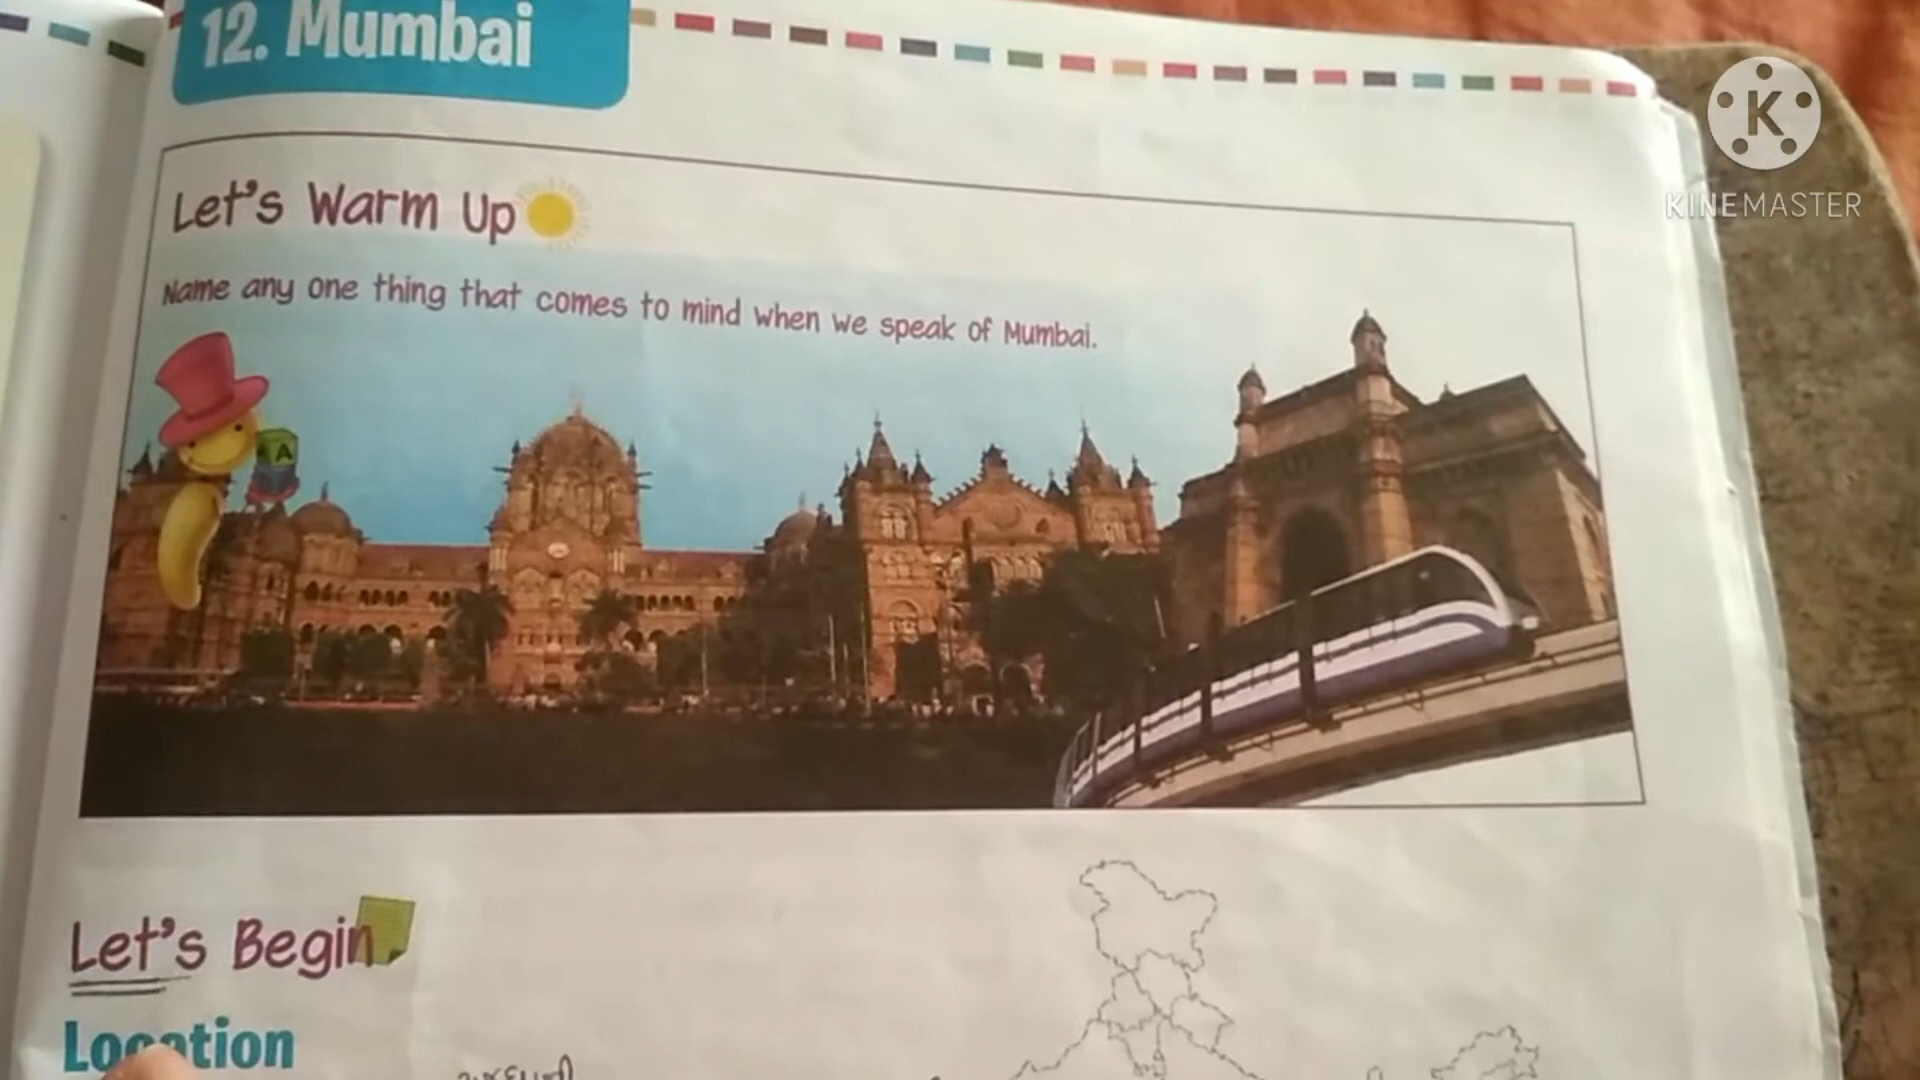 12. Mumbai
KINEMASTER
Let's Warm Up
Name any one thing that comes to mind when we speak of Mumbai.
A
Let's Begin
Location